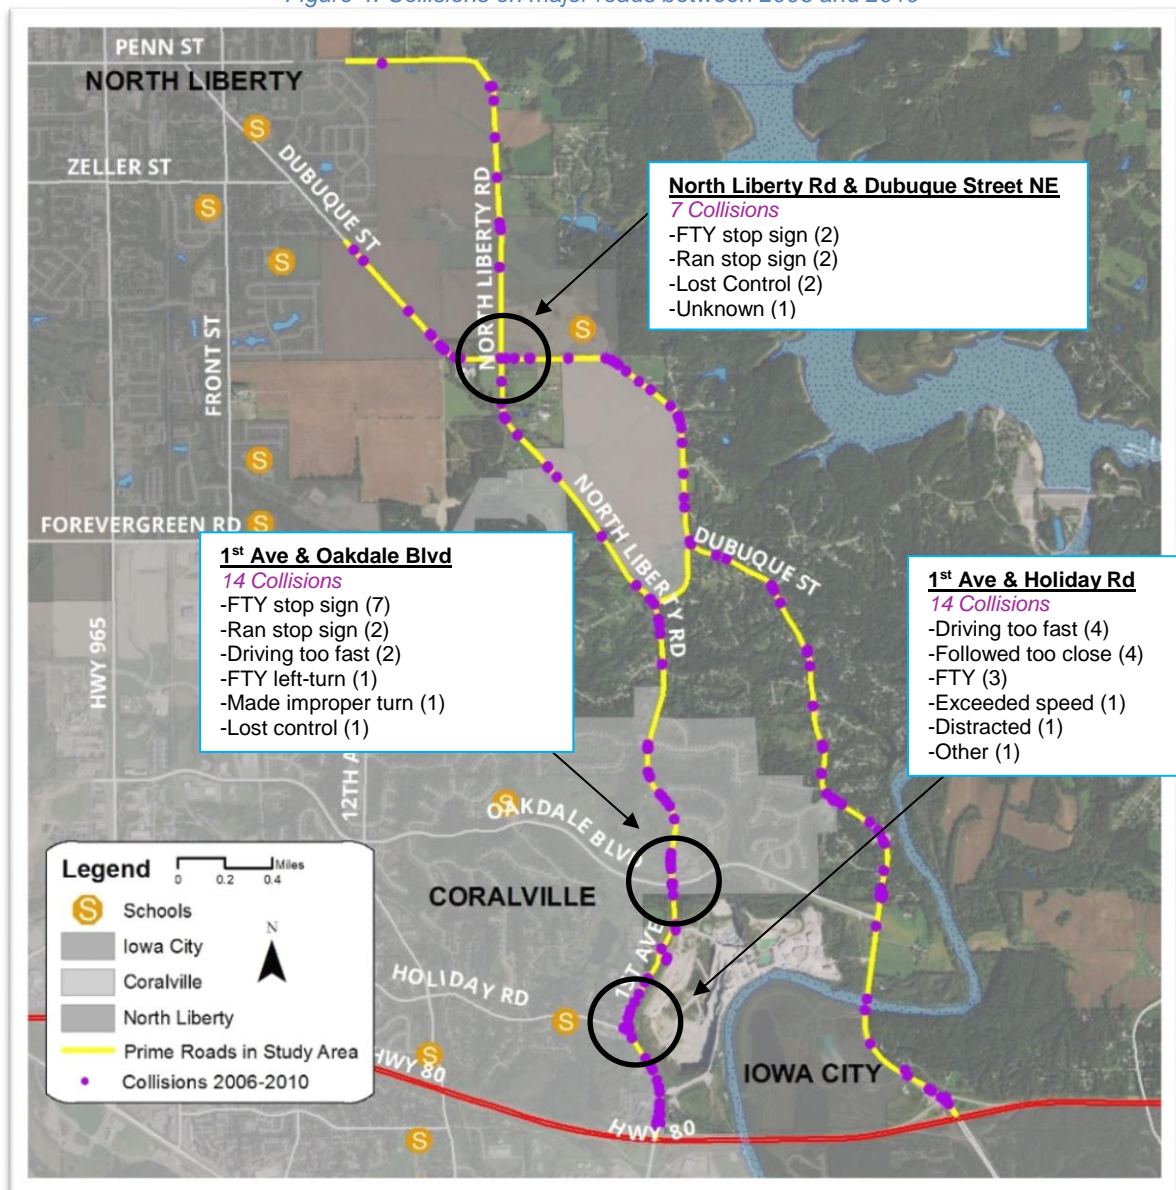 PENN ST
NORTH LIBERTY
ZELLER ST
DUBUQUE ST
NORTH LIBERTY RD
North Liberty Rd & Dubuque Street NE
7 Collisions
-FTY stop sign (2)
-Ran stop sign (2)
-Lost Control (2)
-Unknown (1)
S
S
S
S
FRONT ST
S
FOREVERGREEN RD
S
NORTH LIBERTY RD
DUBUQUE ST
1st Ave & Oakdale Blvd
14 Collisions
-FTY stop sign (7)
-Ran stop sign (2)
-Driving too fast (2)
-FTY left-turn (1)
-Made improper turn (1)
-Lost control (1)
1st Ave & Holiday Rd
14 Collisions
-Driving too fast (4)
-Followed too close (4)
-FTY (3)
-Exceeded speed (1)
-Distracted (1)
-Other (1)
HWY 965
12TH A
S
OAKDALE BLV
CORALVILLE
1ST AVE
HOLIDAY RD
S
S
HWY 80
IOWA CITY
HWY 80
S
Legend
Miles
0 0.2 0.4
S Schools
Iowa City
N
Coralville
North Liberty
Prime Roads in Study Area
Collisions 2006-2010